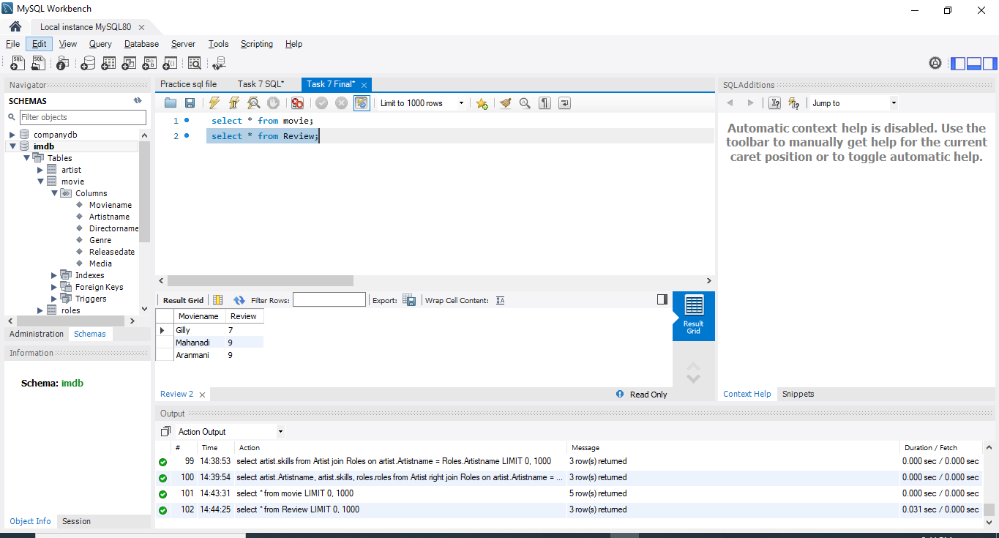 MySQL Workbench
Local instance MySQL80
File Edit View Query Database Server Tools Scripting Help
Navigator
SCHEMAS
Filter objects
companydb
imdb
Tables
artist
movie
Columns
Moviename
Artistname
Directorname
Genre
Releasedate
Media
Indexes
Foreign Keys
Triggers
roles
Administration Schemas
Information
Schema: imdb
Object Info Session
Practice sql file Task 7 SQL* Task 7 Final*
Limit to 1000 rows
1 select * from movie;
2 select * from Review;
Result Grid Filter Rows: Export: Wrap Cell Content: IA
Moviename Review
Gilly 7
Mahanadi 9
Aranmani 9
Result
Grid
Review 2 Read Only
SQLAdditions
Jump to
Automatic context help is disabled. Use the
toolbar to manually get help for the current
caret position or to toggle automatic help.
Context Help Snippets
Output
Action Output
# Time Action Message Duration / Fetch
99 14:38:53 select artist.skills from Artist join Roles on artist.Artistname = Roles.Artistname LIMIT 0, 1000 3 row(s) returned 0.000 sec / 0.000 sec
100 14:39:54 select artist.Artistname, artist.skills, roles.roles from Artist right join Roles on artist.Artistname = ... 3 row(s) returned 0.000 sec / 0.000 sec
101 14:43:31 select * from movie LIMIT 0, 1000 5 row(s) returned 0.000 sec / 0.000 sec
102 14:44:25 select * from Review LIMIT 0, 1000 3 row(s) returned 0.031 sec / 0.000 sec